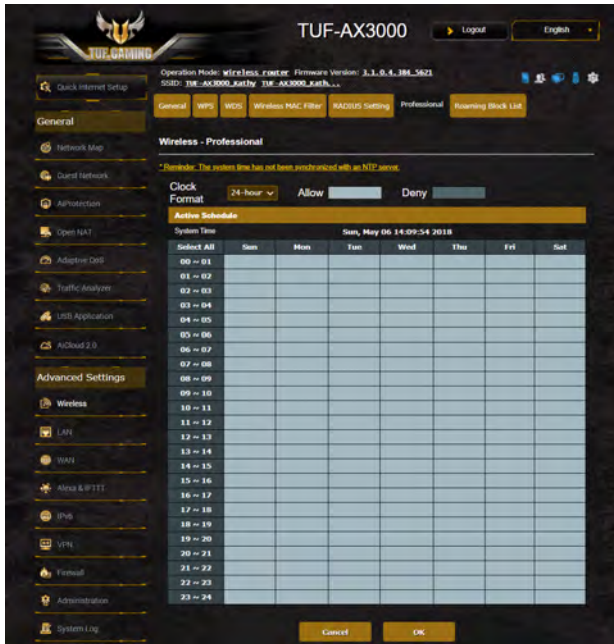 TUF GAMING
TUF-AX3000
Logout
English
Operation Mode: Wireless router Firmware Version: 3.1.0.4.384_5621
SSID: TUF-AX3000_Kathy TUF-AX3000_Kath...
Quick Internet Setup
General WPS WDS Wireless MAC Filter RADIUS Setting Professional Roaming Block List
General
Network Map
Guest Network
AiProtection
Open NAT
Adaptive QoS
Traffic Analyzer
USB Application
AiCloud 2.0
Advanced Settings
Wireless
LAN
WAN
Alexa & IFTTT
IPv6
VPN
Firewall
Administration
System Log
Wireless - Professional
* Reminder: The system time has not been synchronized with an NTP server.
Clock Format 24-hour Allow Deny
Active Schedule
System Time Sun, May 06 14:09:54 2018
Select All Sun Mon Tue Wed Thu Fri Sat
00 ~ 01
01 ~ 02
02 ~ 03
03 ~ 04
04 ~ 05
05 ~ 06
06 ~ 07
07 ~ 08
08 ~ 09
09 ~ 10
10 ~ 11
11 ~ 12
12 ~ 13
13 ~ 14
14 ~ 15
15 ~ 16
16 ~ 17
17 ~ 18
18 ~ 19
19 ~ 20
20 ~ 21
21 ~ 22
22 ~ 23
23 ~ 24
Cancel OK